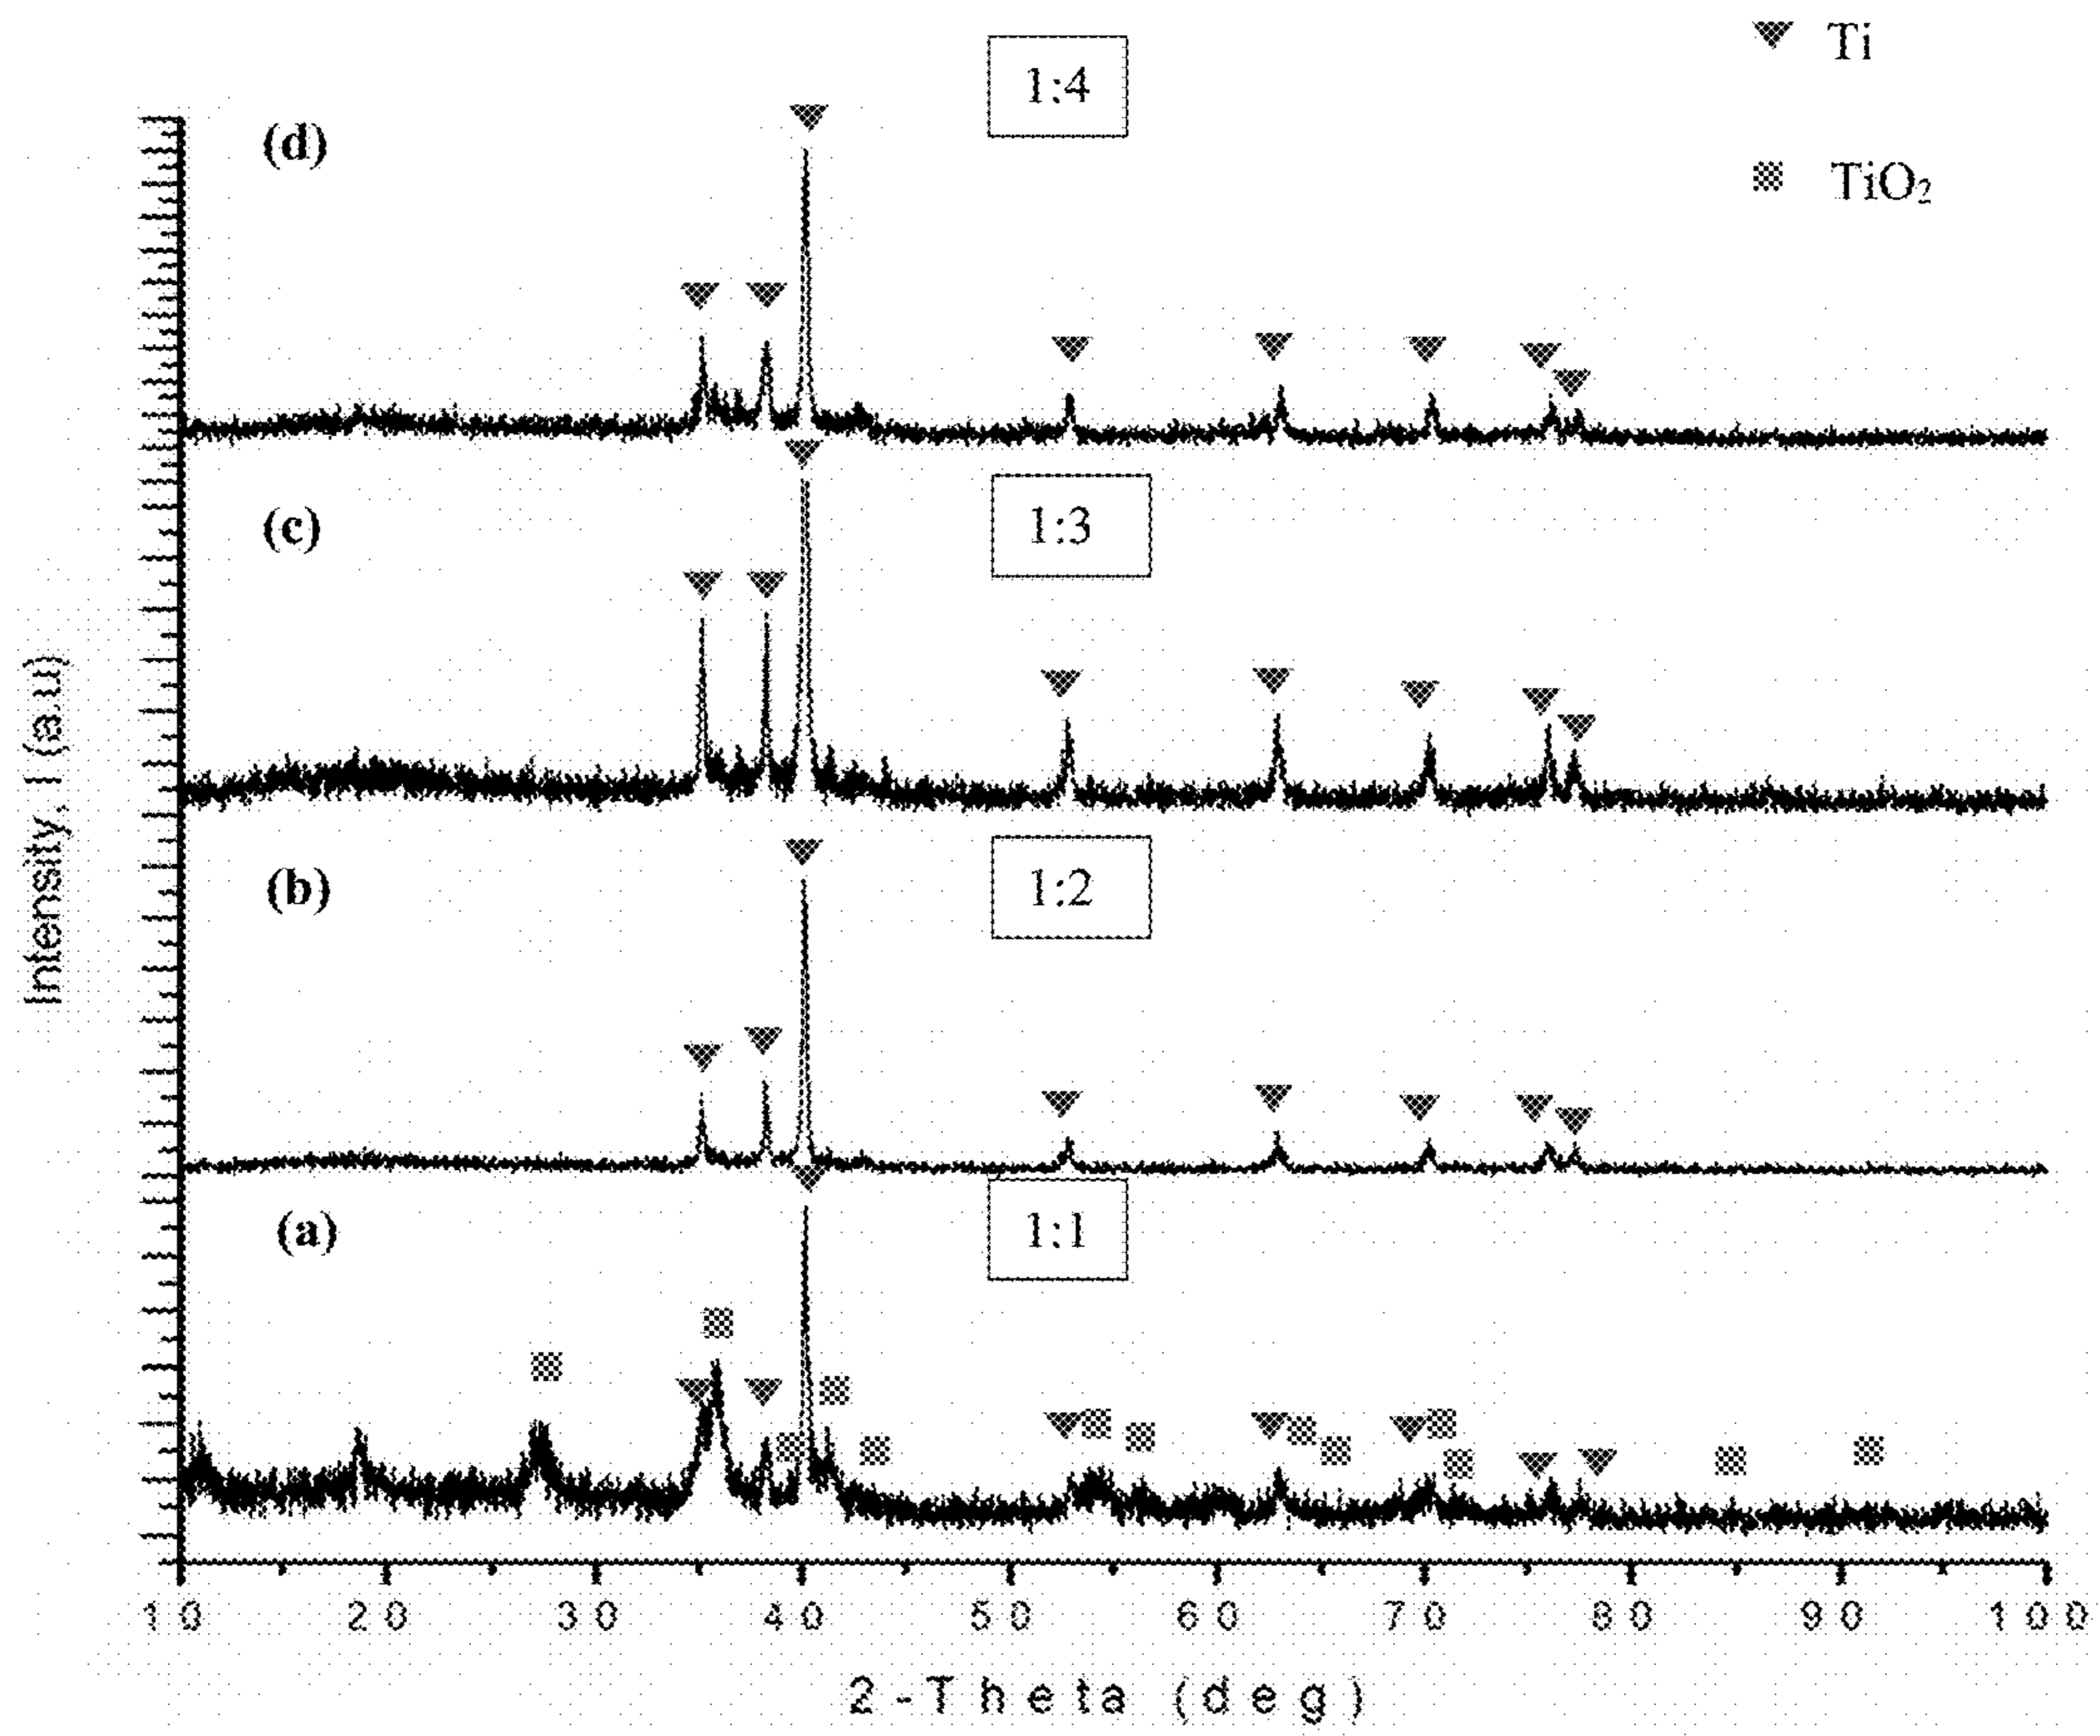 Ti
TiO₂
1:4
(d)
1:3
(c)
1:2
(b)
1:1
(a)
Intensity, I (a.u)
10 20 30 40 50 60 70 80 90 100
2-Theta (deg)